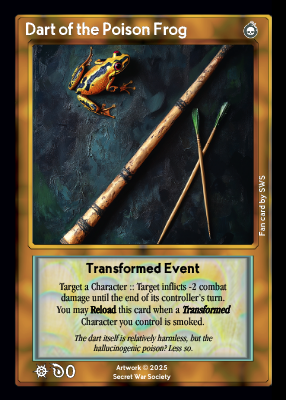 Dart of the Poison Frog
Fan card by SWS
Transformed Event
Target a Character :: Target inflicts -2 combat
damage until the end of its controller's turn.
You may Reload this card when a Transformed
Character you control is smoked.
The dart itself is relatively harmless, but the
hallucinogenic poison? Less so.
0
Artwork © 2025
Secret War Society